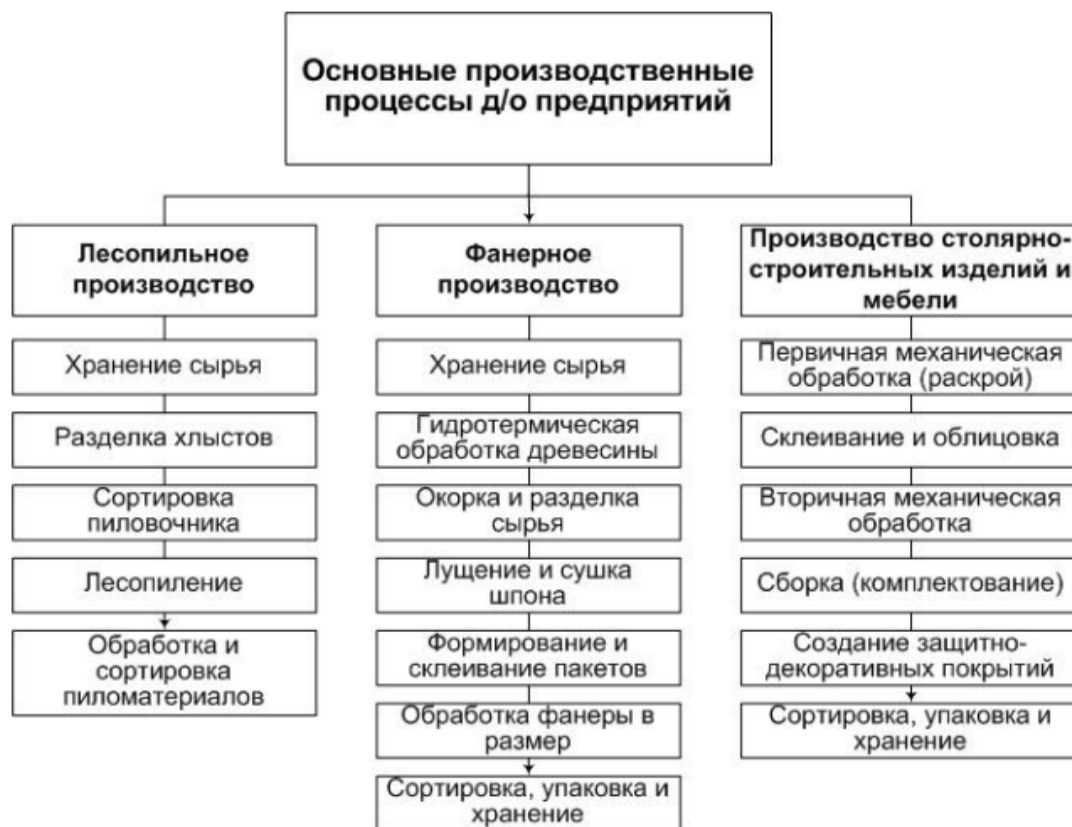 Основные производственные
процессы д/о предприятий
Лесопильное
производство
Хранение сырья
Разделка хлыстов
Сортировка
пиловочника
Лесопиление
Обработка и
сортировка
пиломатериалов
Фанерное
производство
Хранение сырья
Гидротермическая
обработка древесины
Окорка и разделка
сырья
Лущение и сушка
шпона
Формирование и
склеивание пакетов
Обработка фанеры в
размер
Сортировка, упаковка и
хранение
Производство столярно-
строительных изделий и
мебели
Первичная механическая
обработка (раскрой)
Склеивание и облицовка
Вторичная механическая
обработка
Сборка (комплектование)
Создание защитно-
декоративных покрытий
Сортировка, упаковка и
хранение